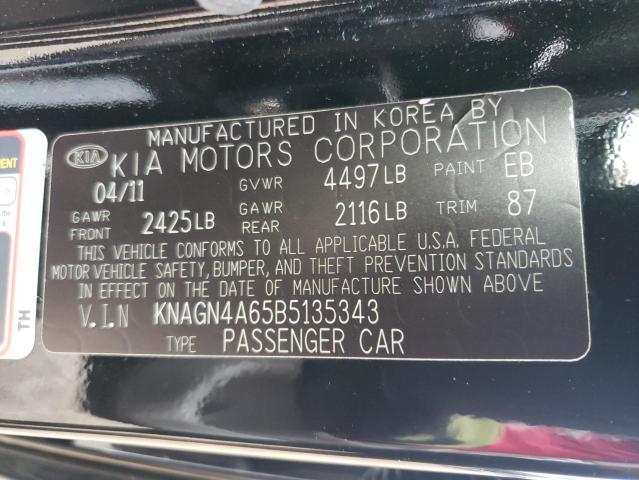 MANUFACTURED IN KOREA BY
KIA KIA MOTORS CORPORATION
04/11 GVWR 4497LB PAINT EB
GAWR FRONT 2425LB GAWR REAR 2116LB TRIM 87
THIS VEHICLE CONFORMS TO ALL APPLICABLE U.S.A. FEDERAL
MOTOR VEHICLE SAFETY, BUMPER, AND THEFT PREVENTION STANDARDS
IN EFFECT ON THE DATE OF MANUFACTURE SHOWN ABOVE
V.I.N KNAGN4A65B5135343
TYPE PASSENGER CAR
TH